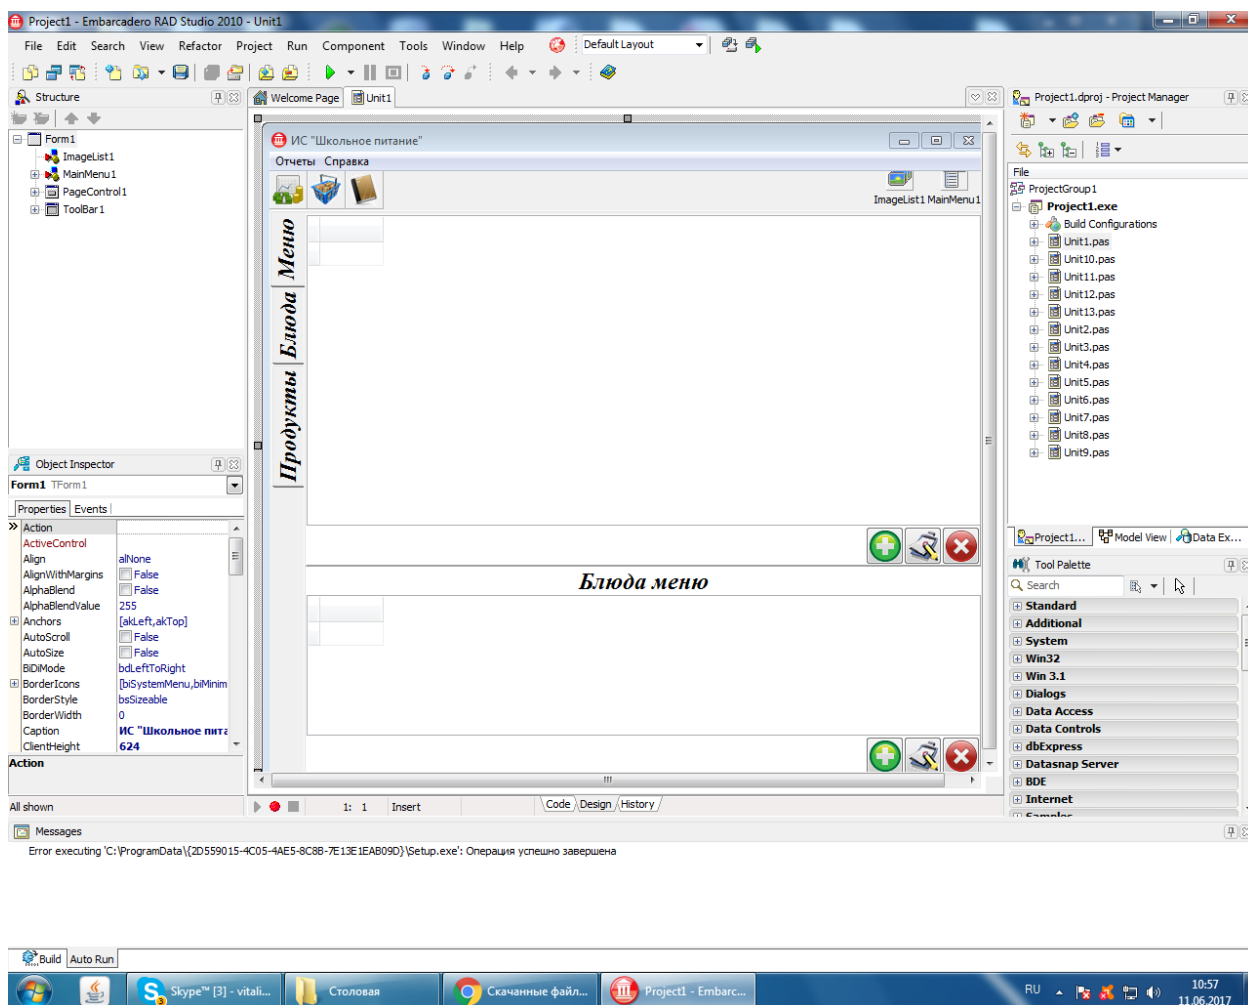 Project1 - Embarcadero RAD Studio 2010 - Unit1
File Edit Search View Refactor Project Run Component Tools Window Help Default Layout
Structure
Form1
ImageList1
MainMenu1
PageControl1
ToolBar1
Object Inspector
Form1 TForm1
Properties Events
Action
ActiveControl
Align alNone
AlignWithMargins False
AlphaBlend False
AlphaBlendValue 255
Anchors [akLeft,akTop]
AutoScroll False
AutoSize False
BiDiMode bdLeftToRight
BorderIcons [biSystemMenu,biMinim
BorderStyle bsSizeable
BorderWidth 0
Caption ИС "Школьное пита
ClientHeight 624
Action
All shown
Welcome Page Unit1
ИС "Школьное питание"
Отчеты Справка
ImageList1 MainMenu1
Меню
Блюда
Продукты
Блюда меню
1: 1 Insert Code Design History
Project1.dproj - Project Manager
File
ProjectGroup1
Project1.exe
Build Configurations
Unit1.pas
Unit10.pas
Unit11.pas
Unit12.pas
Unit13.pas
Unit2.pas
Unit3.pas
Unit4.pas
Unit5.pas
Unit6.pas
Unit7.pas
Unit8.pas
Unit9.pas
Project1... Model View Data Ex...
Tool Palette
Search
Standard
Additional
System
Win32
Win 3.1
Dialogs
Data Access
Data Controls
dbExpress
Datasnap Server
BDE
Internet
Samples
Messages
Error executing 'C:\ProgramData\{2D559015-4C05-4AE5-8C8B-7E13E1EAB09D}\Setup.exe': Операция успешно завершена
Build Auto Run
Skype™ [3] - vitali...
Столовая
Скачанные файл...
Project1 - Embarc...
RU
10:57
11.06.2017